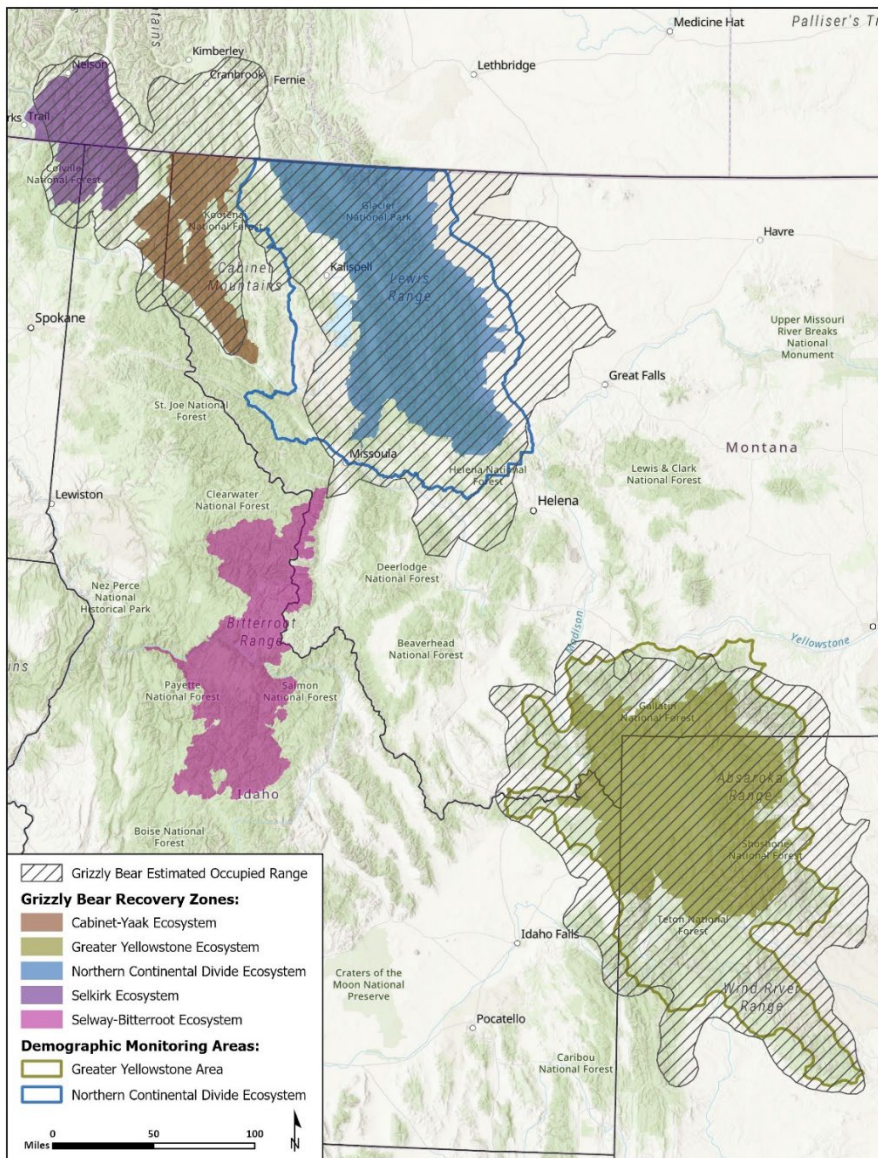 Medicine Hat
Palliser's Tr
Kimberley
Nelson
Cranbrook
Fernie
Lethbridge
rks
Trail
Colville
National Forest
Kootenai
National Forest
Glacier
National Park
Havre
Cabinet
Mountains
Kalispell
Lewis
Range
Spokane
Upper Missouri
River Breaks
National
Monument
Great Falls
St. Joe National
Forest
Missoula
Montana
Helena National
Forest
Lewis & Clark
National Forest
Lewiston
Clearwater
National Forest
Helena
Deerlodge
National Forest
Nez Perce
National
Historical Park
Bitterroot
Range
Beaverhead
National Forest
Madison
Yellowstone
ins
Payette
National Forest
Salmon
National Forest
Gallatin
National Forest
Absaroka
Range
Idaho
Boise National
Forest
Shoshone
National Forest
Teton National
Forest
Idaho Falls
Craters of the
Moon National
Preserve
Wind River
Range
Pocatello
Caribou
National Forest
Grizzly Bear Estimated Occupied Range
Grizzly Bear Recovery Zones:
Cabinet-Yaak Ecosystem
Greater Yellowstone Ecosystem
Northern Continental Divide Ecosystem
Selkirk Ecosystem
Selway-Bitterroot Ecosystem
Demographic Monitoring Areas:
Greater Yellowstone Area
Northern Continental Divide Ecosystem
0 50 100
Miles
N